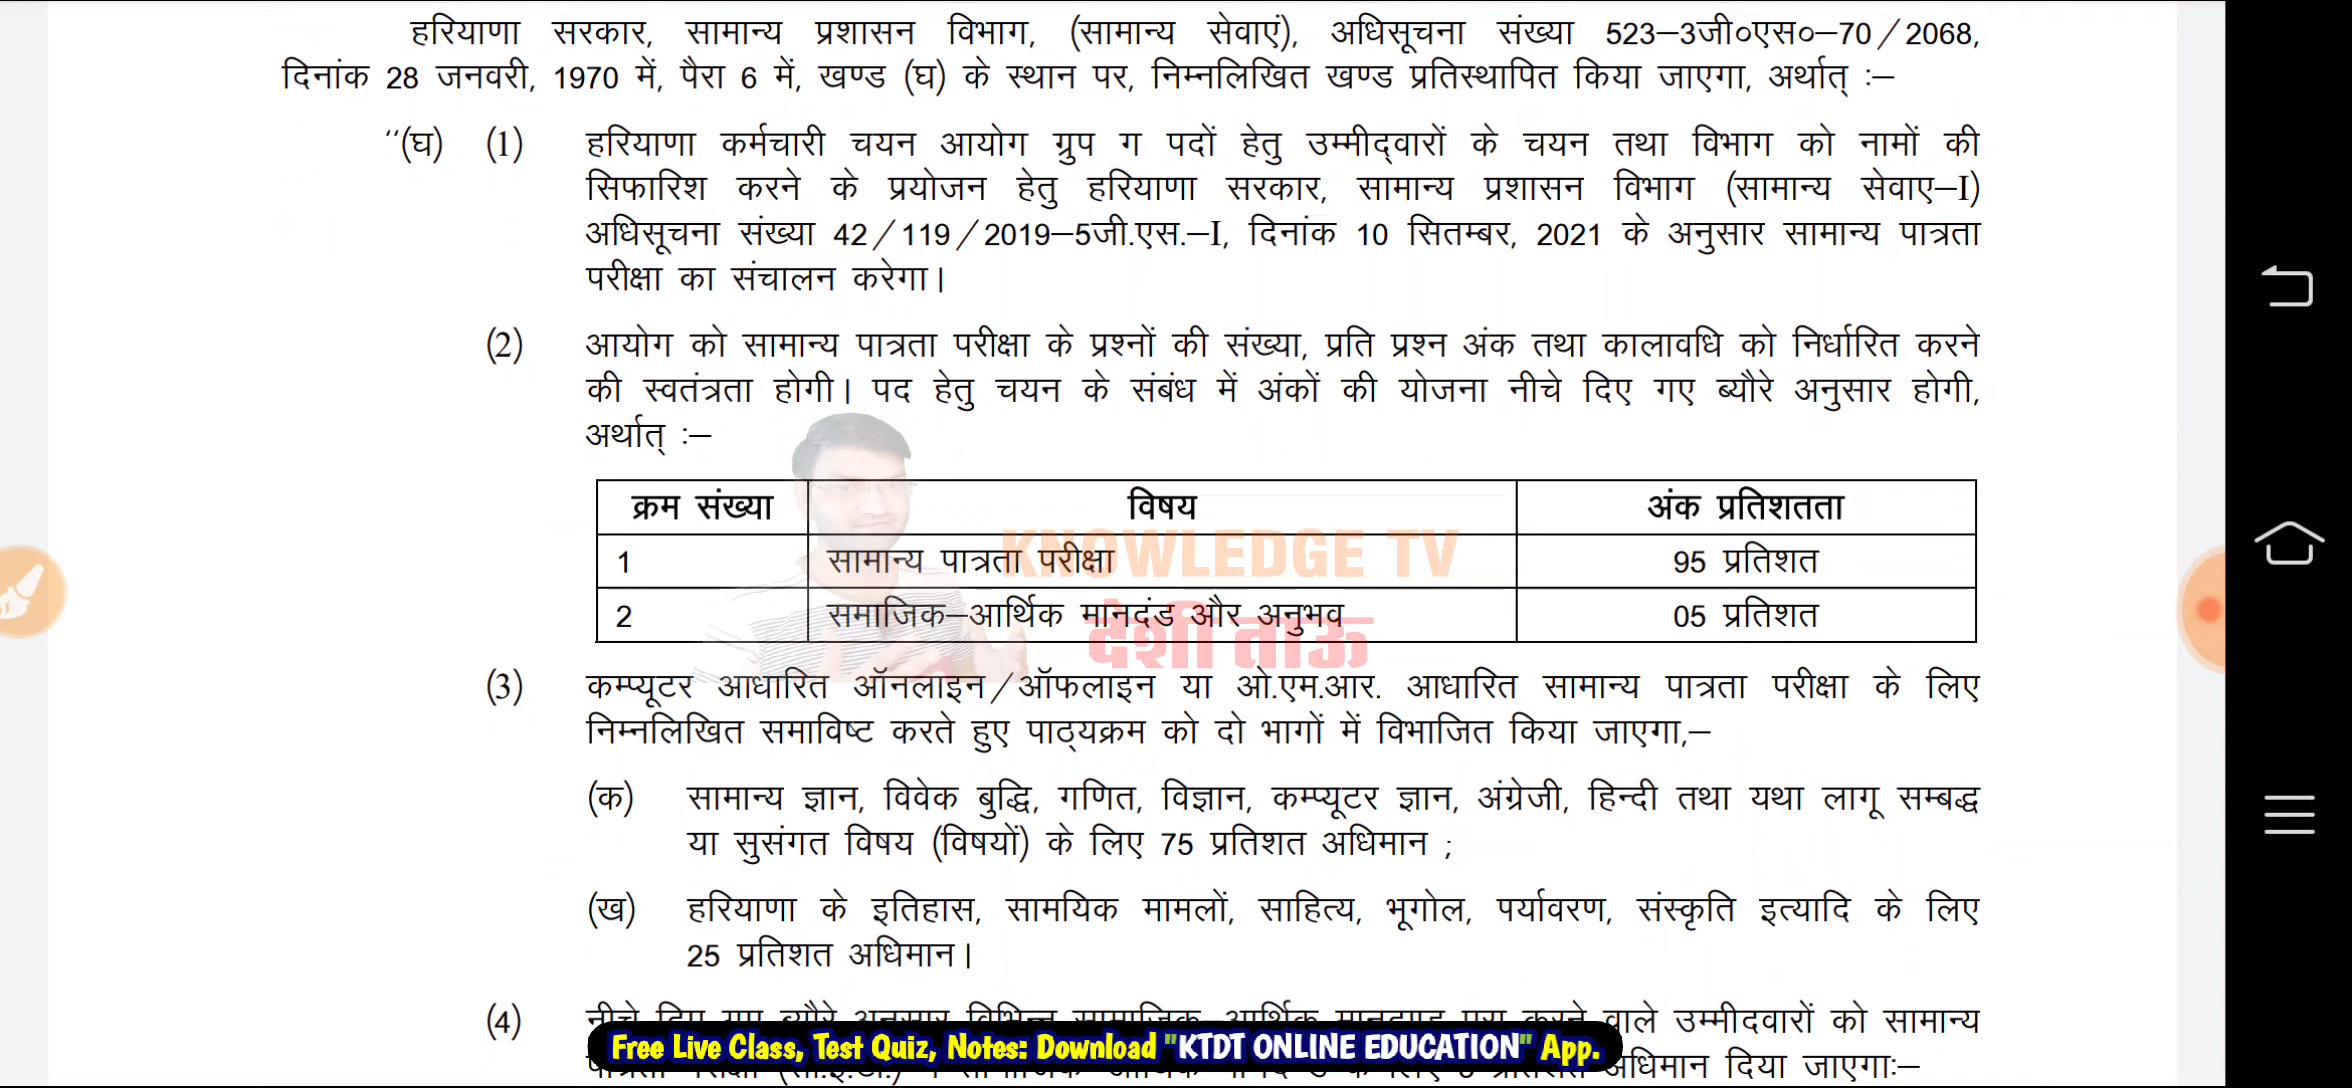 हरियाणा सरकार, सामान्य प्रशासन विभाग, (सामान्य सेवाएं), अधिसूचना संख्या 523–3जी०एस०–70/2068,
दिनांक 28 जनवरी, 1970 में, पैरा 6 में, खण्ड (घ) के स्थान पर, निम्नलिखित खण्ड प्रतिस्थापित किया जाएगा, अर्थात् :–
''(घ) (1) हरियाणा कर्मचारी चयन आयोग ग्रुप ग पदों हेतु उम्मीद्वारों के चयन तथा विभाग को नामों की
सिफारिश करने के प्रयोजन हेतु हरियाणा सरकार, सामान्य प्रशासन विभाग (सामान्य सेवाए–I)
अधिसूचना संख्या 42/119/2019–5जी.एस.–I, दिनांक 10 सितम्बर, 2021 के अनुसार सामान्य पात्रता
परीक्षा का संचालन करेगा।
(2) आयोग को सामान्य पात्रता परीक्षा के प्रश्नों की संख्या, प्रति प्रश्न अंक तथा कालावधि को निर्धारित करने
की स्वतंत्रता होगी। पद हेतु चयन के संबंध में अंकों की योजना नीचे दिए गए ब्यौरे अनुसार होगी,
अर्थात् :–
क्रम संख्या विषय अंक प्रतिशतता
1 सामान्य पात्रता परीक्षा 95 प्रतिशत
KNOWLEDGE TV
2 समाजिक–आर्थिक मानदंड और अनुभव 05 प्रतिशत
देशी ताऊ
(3) कम्प्यूटर आधारित ऑनलाइन/ऑफलाइन या ओ.एम.आर. आधारित सामान्य पात्रता परीक्षा के लिए
निम्नलिखित समाविष्ट करते हुए पाठ्यक्रम को दो भागों में विभाजित किया जाएगा,–
(क) सामान्य ज्ञान, विवेक बुद्धि, गणित, विज्ञान, कम्प्यूटर ज्ञान, अंग्रेजी, हिन्दी तथा यथा लागू सम्बद्ध
या सुसंगत विषय (विषयों) के लिए 75 प्रतिशत अधिमान ;
(ख) हरियाणा के इतिहास, सामयिक मामलों, साहित्य, भूगोल, पर्यावरण, संस्कृति इत्यादि के लिए
25 प्रतिशत अधिमान।
(4) नीचे दिए गए ब्यौरे अनुसार विभिन्न सामाजिक–आर्थिक मानदण्ड पूरा करने वाले उम्मीदवारों को सामान्य
अधिमान दिया जाएगाः–
Free Live Class, Test Quiz, Notes: Download "KTDT ONLINE EDUCATION" App.